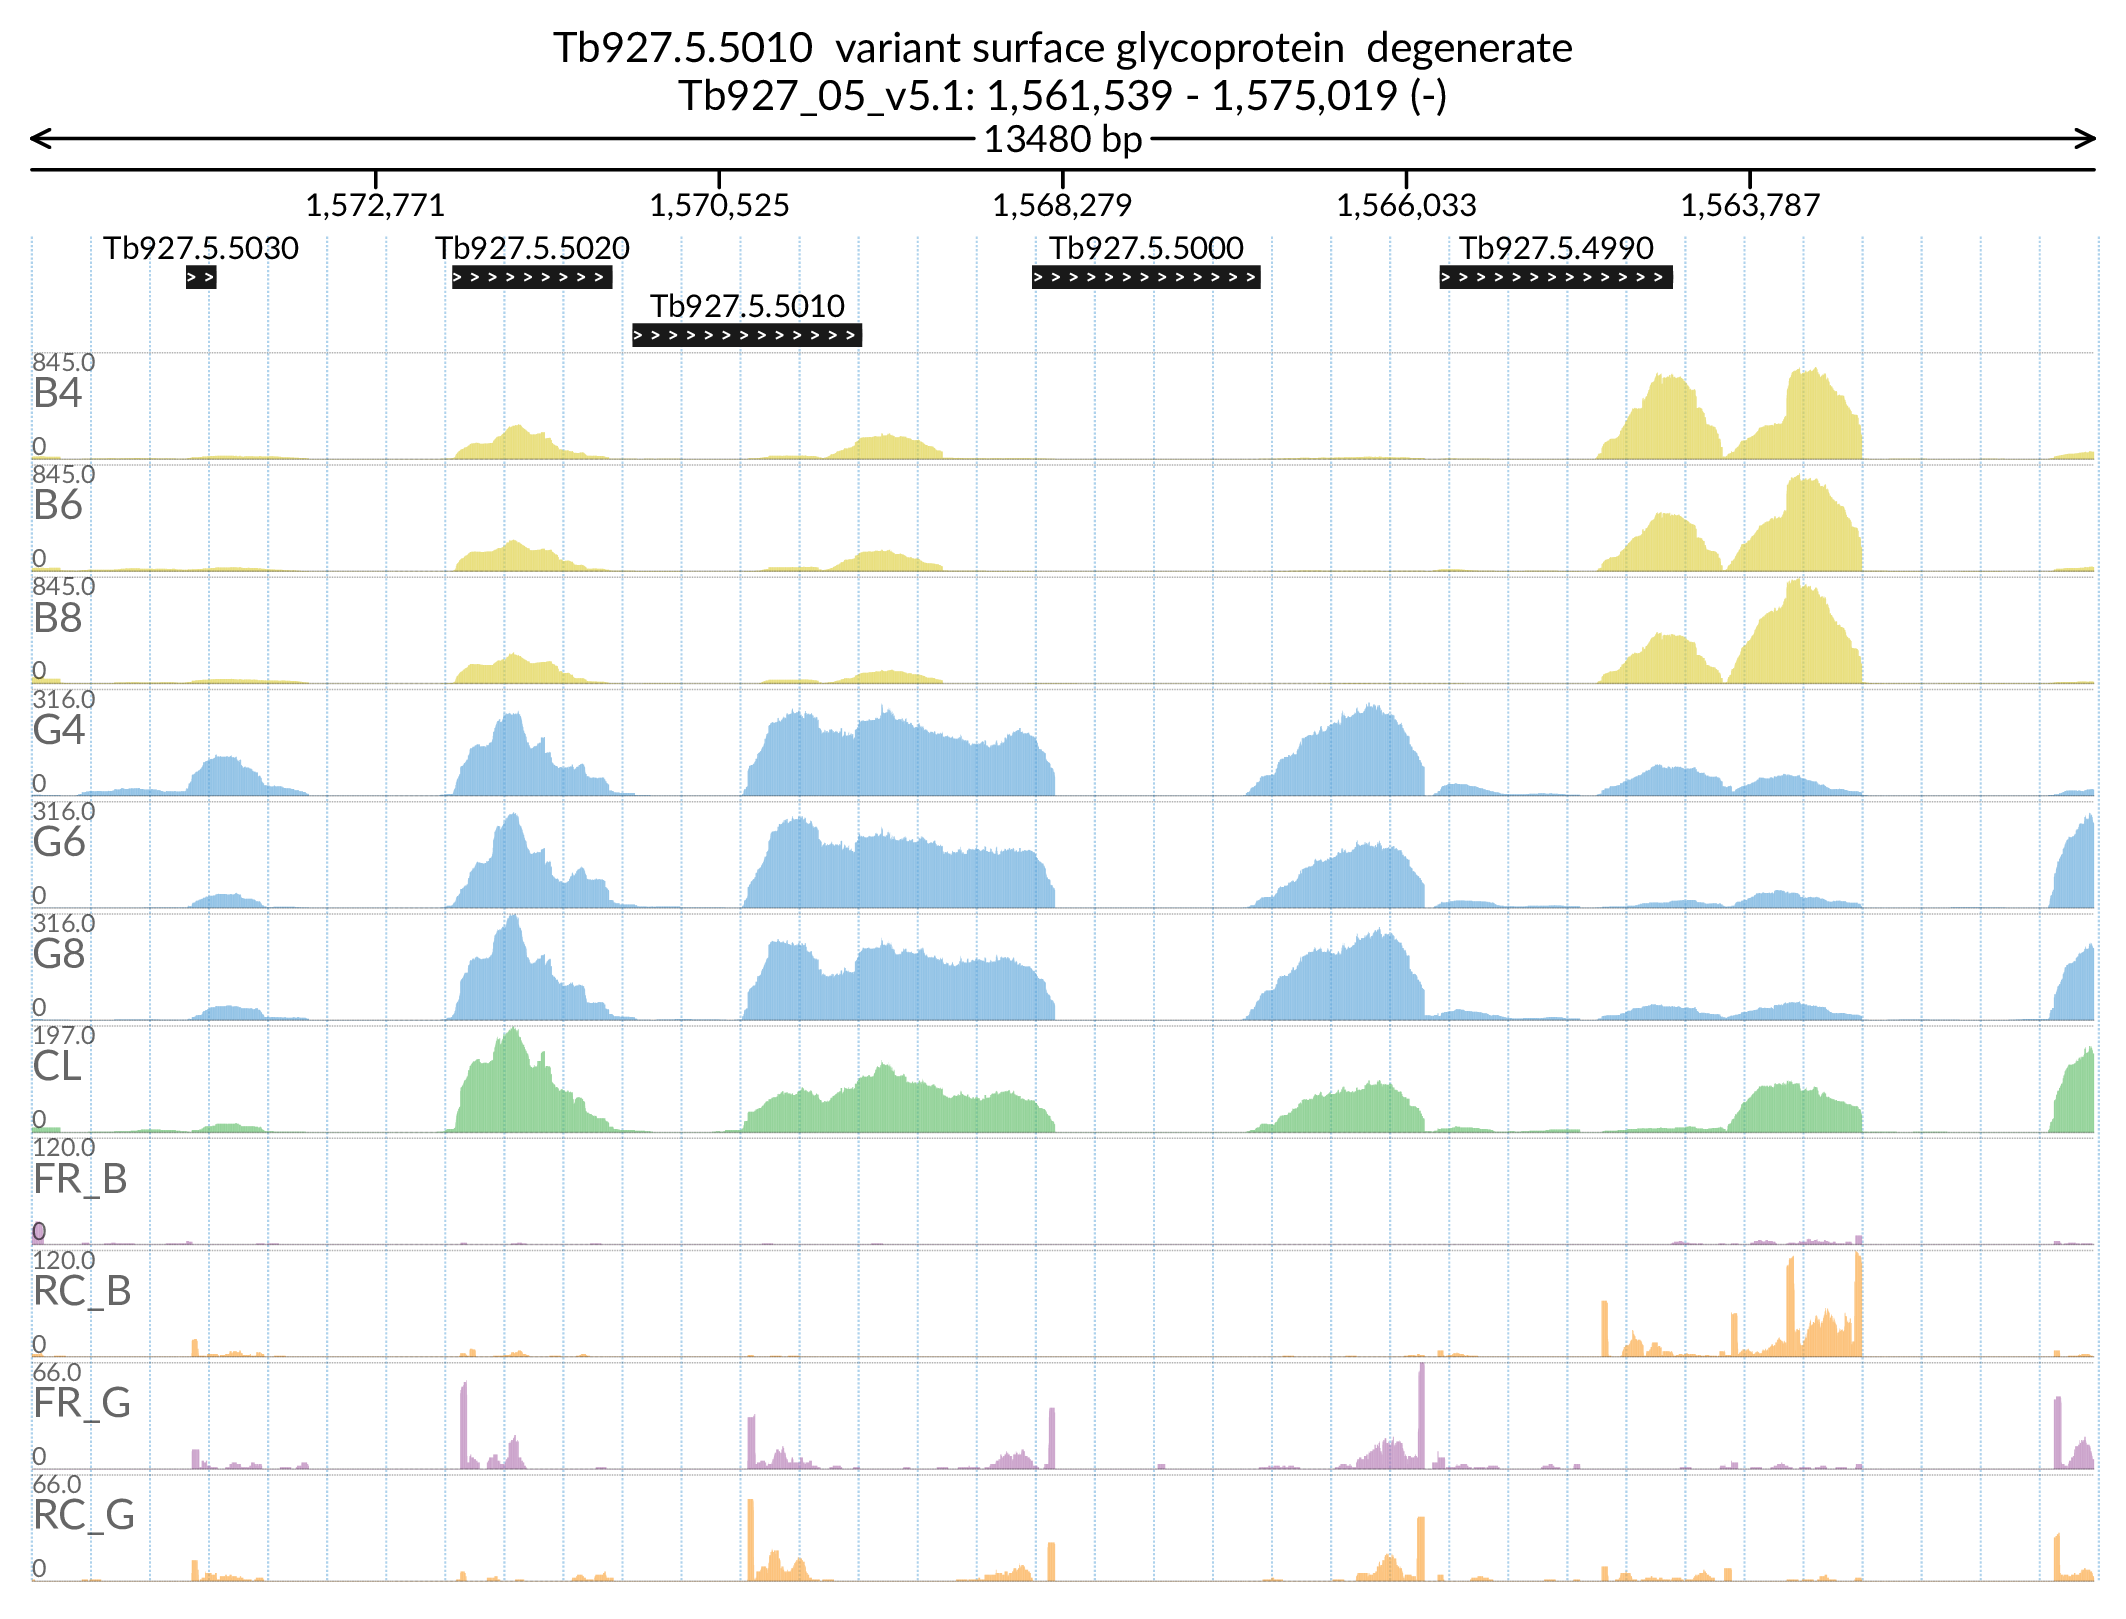 Tb927.5.5010  variant surface glycoprotein  degenerate
Tb927_05_v5.1: 1,561,539 - 1,575,019 (-)
13480 bp
1,572,771 1,570,525 1,568,279 1,566,033 1,563,787
Tb927.5.5030 Tb927.5.5020 Tb927.5.5000 Tb927.5.4990
Tb927.5.5010
845.0
B4
0
845.0
B6
0
845.0
B8
0
316.0
G4
0
316.0
G6
0
316.0
G8
0
197.0
CL
0
120.0
FR_B
0
120.0
RC_B
0
66.0
FR_G
0
66.0
RC_G
0